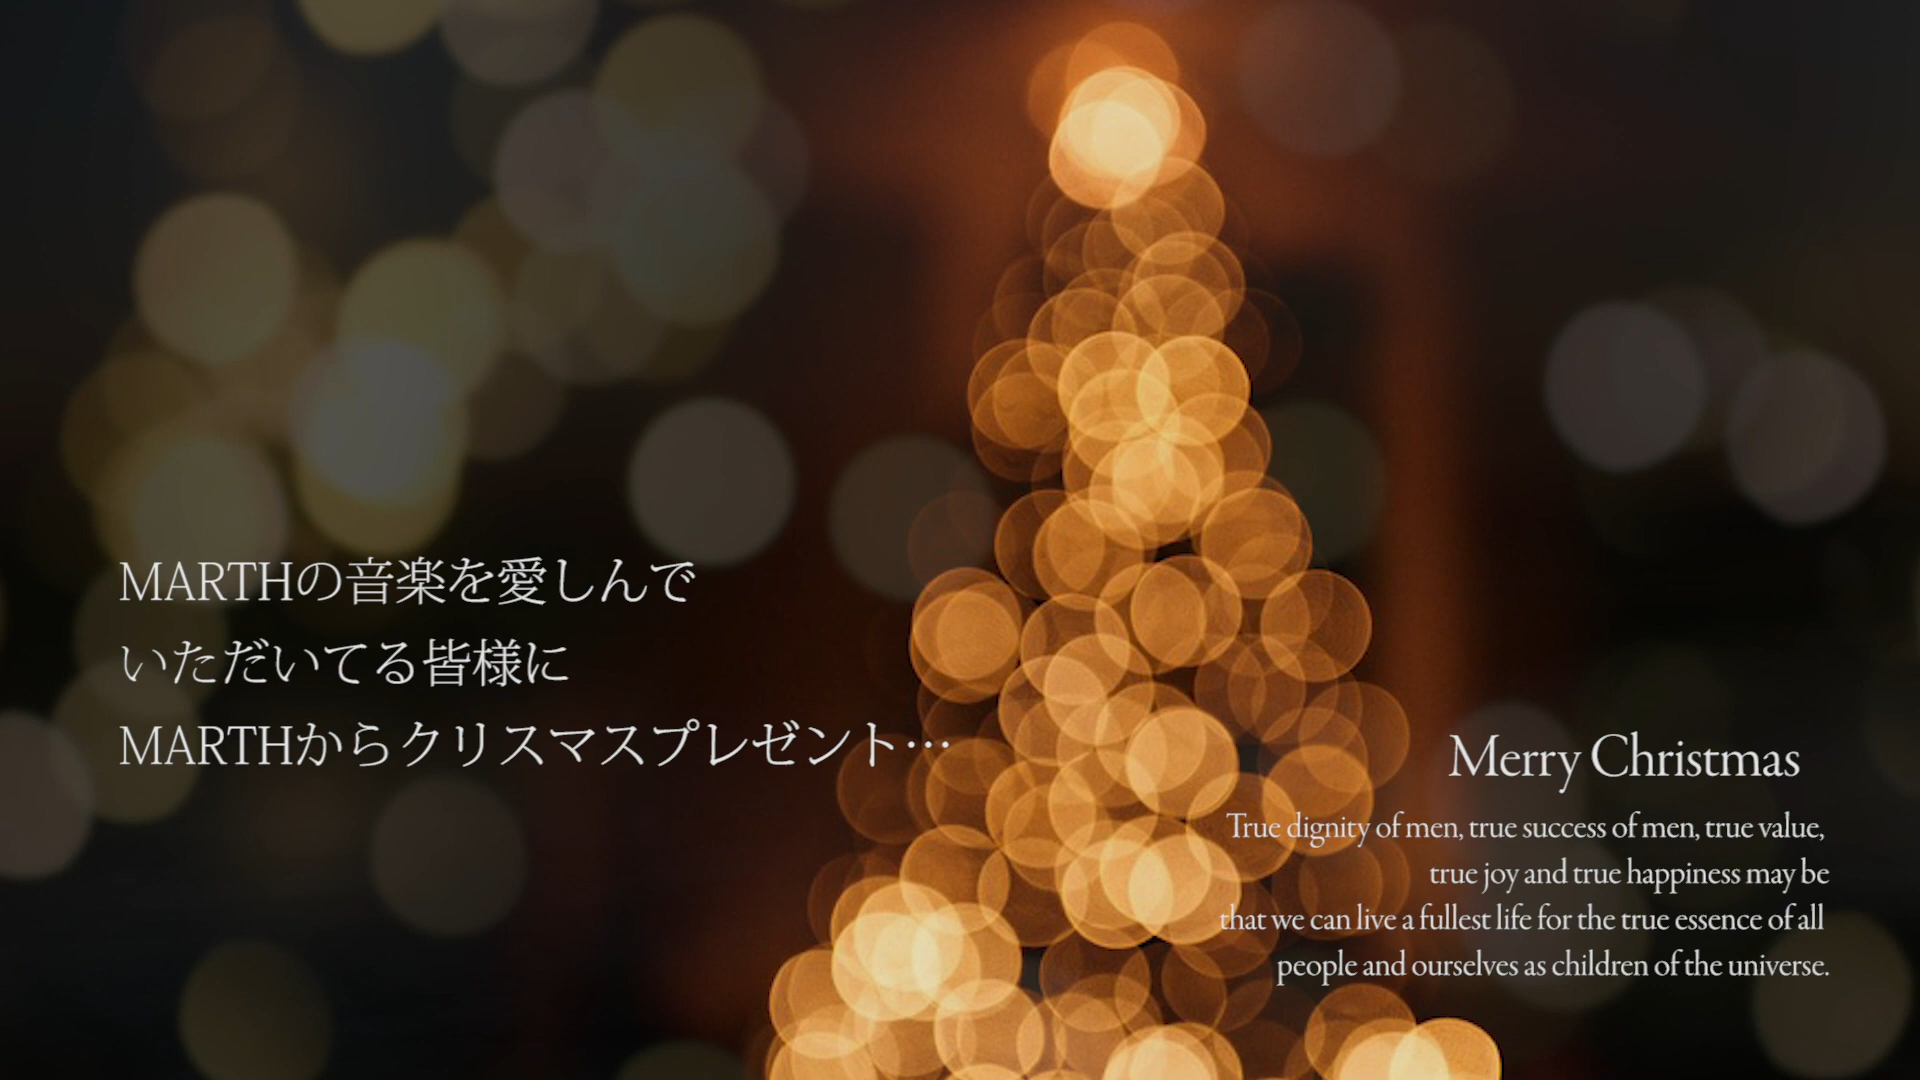 MARTHの音楽を愛しんで
いただいてる皆様に
MARTHからクリスマスプレゼント…
Merry Christmas
True dignity of men, true success of men, true value,
true joy and true happiness may be
that we can live a fullest life for the true essence of all
people and ourselves as children of the universe.